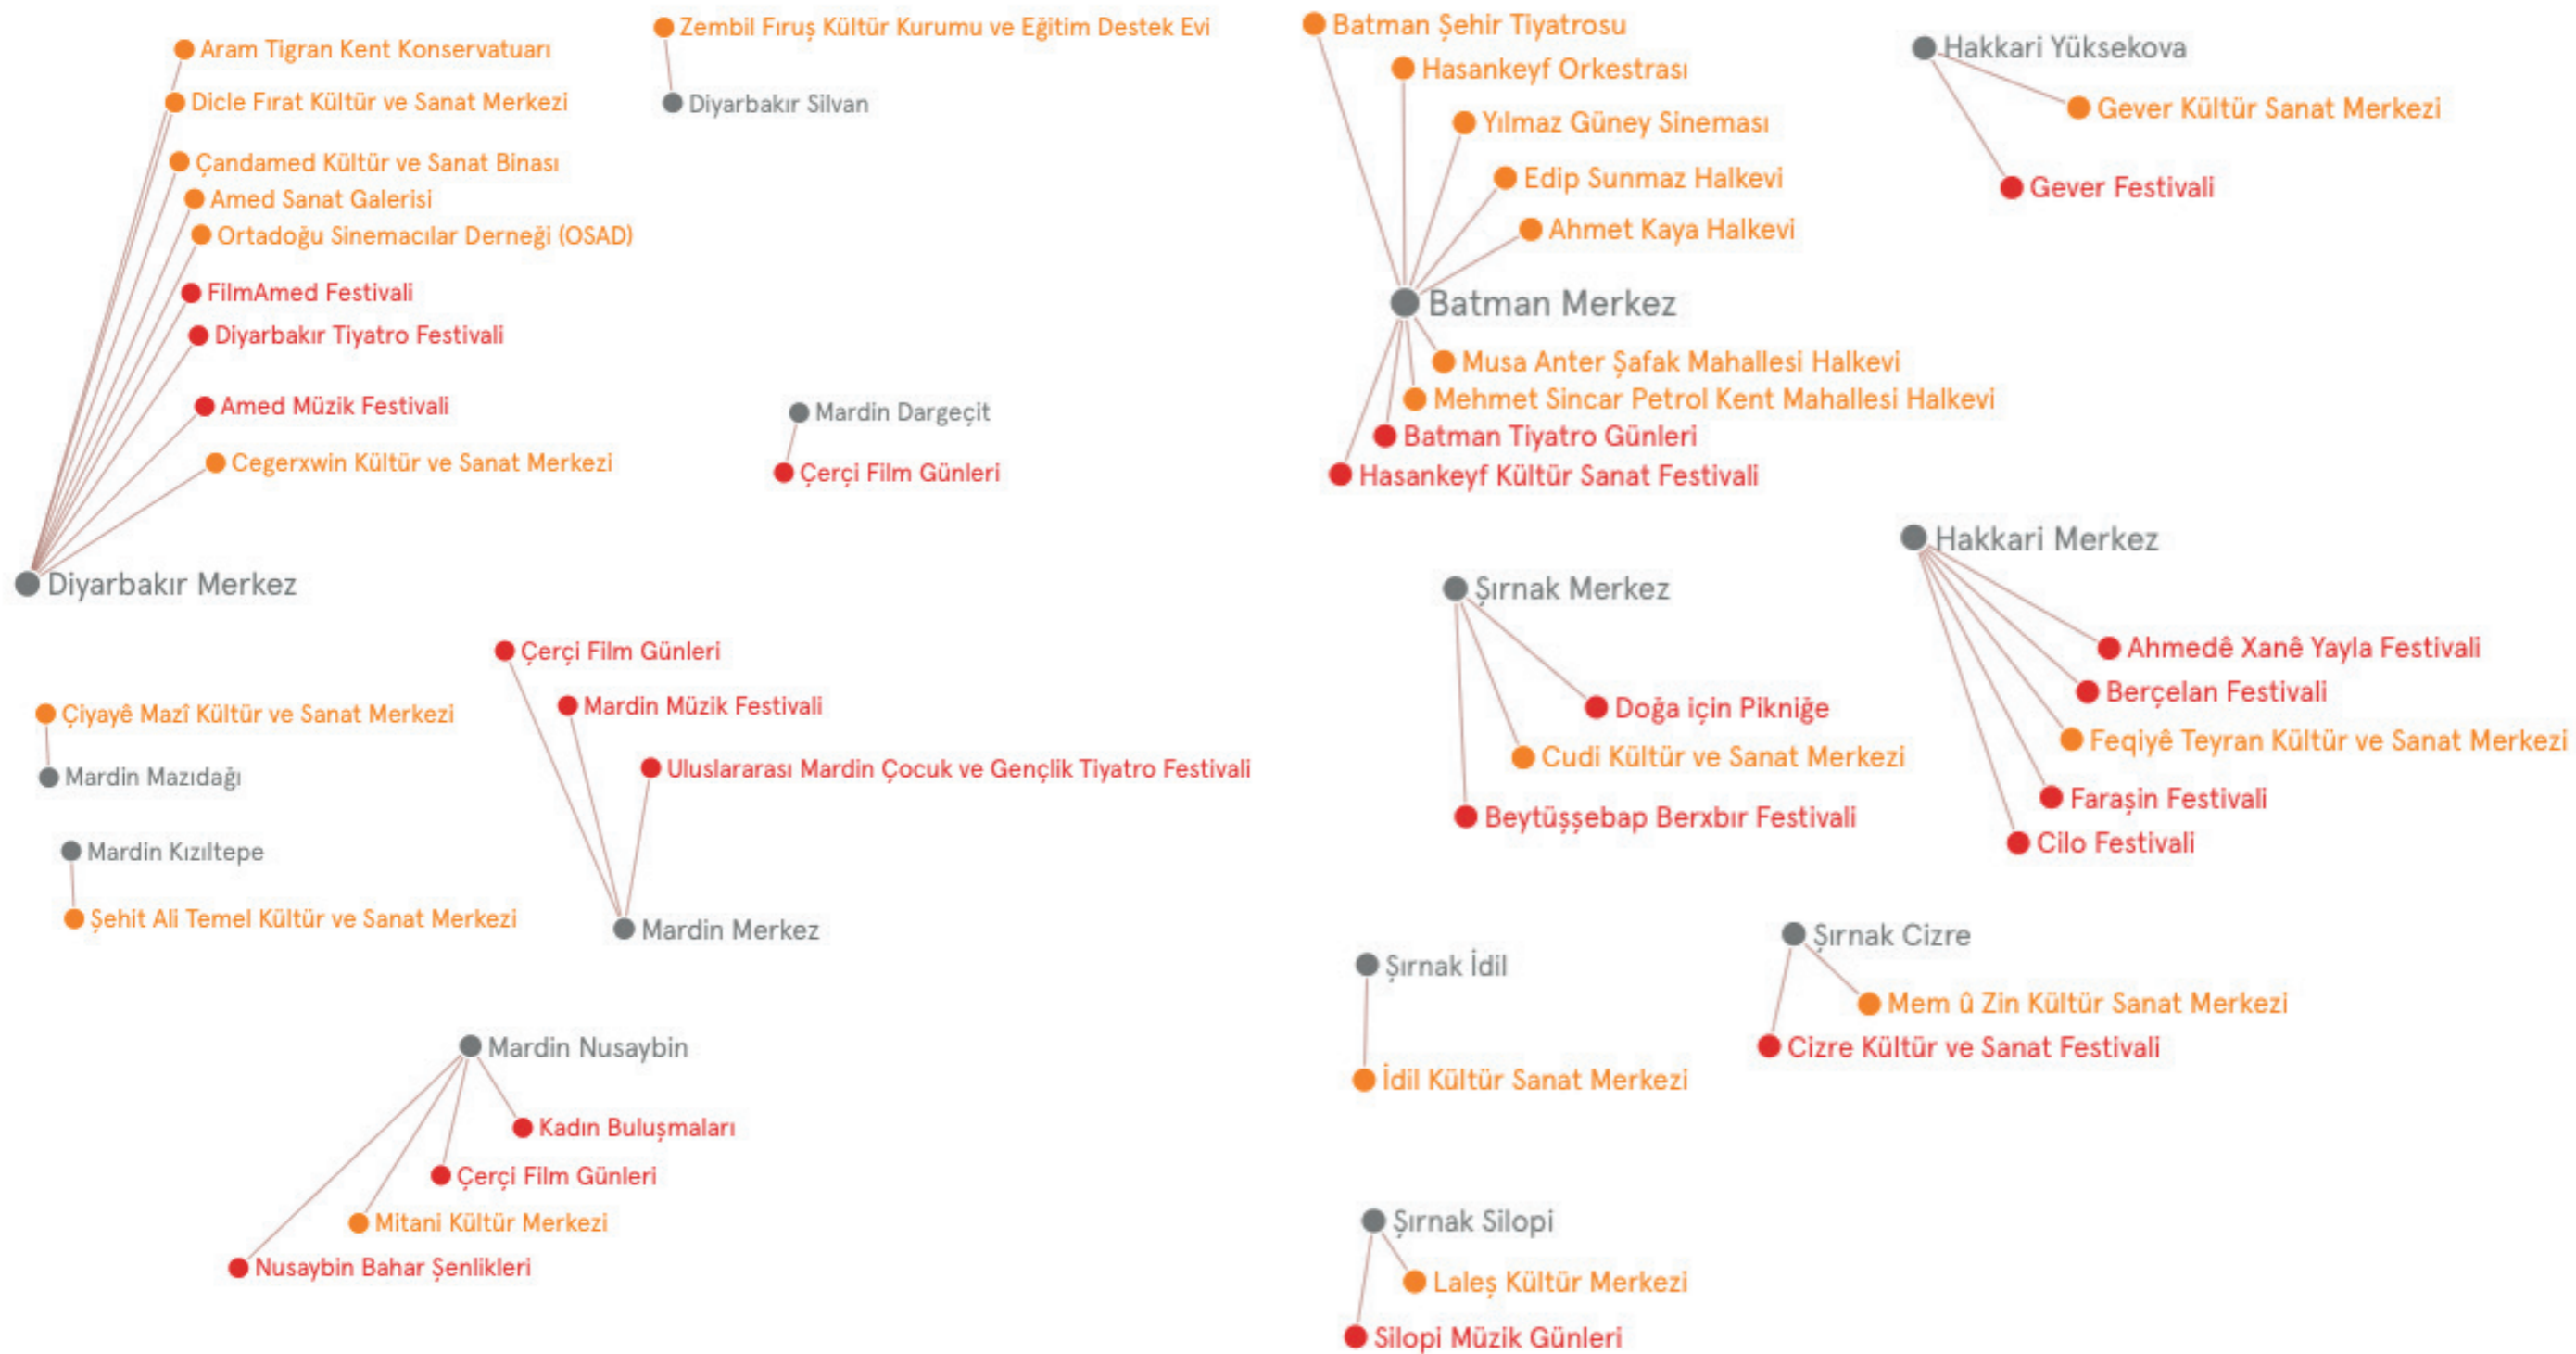 Aram Tigran Kent Konservatuarı
Dicle Fırat Kültür ve Sanat Merkezi
Çandamed Kültür ve Sanat Binası
Amed Sanat Galerisi
Ortadoğu Sinemacılar Derneği (OSAD)
FilmAmed Festivali
Diyarbakır Tiyatro Festivali
Amed Müzik Festivali
Cegerxwin Kültür ve Sanat Merkezi
Diyarbakır Merkez
Zembil Fıruş Kültür Kurumu ve Eğitim Destek Evi
Diyarbakır Silvan
Mardin Dargeçit
Çerçi Film Günleri
Çiyayê Mazî Kültür ve Sanat Merkezi
Mardin Mazıdağı
Mardin Kızıltepe
Şehit Ali Temel Kültür ve Sanat Merkezi
Çerçi Film Günleri
Mardin Müzik Festivali
Uluslararası Mardin Çocuk ve Gençlik Tiyatro Festivali
Mardin Merkez
Mardin Nusaybin
Kadın Buluşmaları
Çerçi Film Günleri
Mitani Kültür Merkezi
Nusaybin Bahar Şenlikleri
Batman Şehir Tiyatrosu
Hasankeyf Orkestrası
Yılmaz Güney Sineması
Edip Sunmaz Halkevi
Ahmet Kaya Halkevi
Batman Merkez
Musa Anter Şafak Mahallesi Halkevi
Mehmet Sincar Petrol Kent Mahallesi Halkevi
Batman Tiyatro Günleri
Hasankeyf Kültür Sanat Festivali
Hakkari Yüksekova
Gever Kültür Sanat Merkezi
Gever Festivali
Şırnak Merkez
Doğa için Pikniğe
Cudi Kültür ve Sanat Merkezi
Beytüşşebap Berxbır Festivali
Hakkari Merkez
Ahmedê Xanê Yayla Festivali
Berçelan Festivali
Feqiyê Teyran Kültür ve Sanat Merkezi
Faraşin Festivali
Cilo Festivali
Şırnak İdil
İdil Kültür Sanat Merkezi
Şırnak Cizre
Mem û Zin Kültür Sanat Merkezi
Cizre Kültür ve Sanat Festivali
Şırnak Silopi
Laleş Kültür Merkezi
Silopi Müzik Günleri